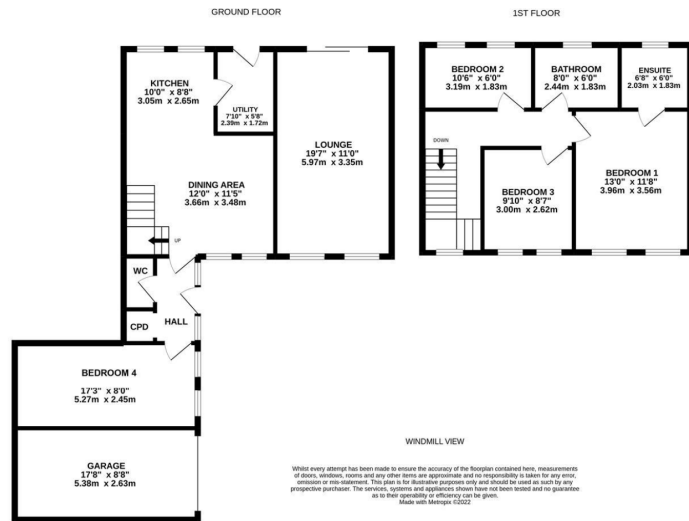 GROUND FLOOR
KITCHEN
10'0" x 8'8"
3.05m x 2.65m
UTILITY
7'10" x 5'8"
2.39m x 1.72m
LOUNGE
19'7" x 11'0"
5.97m x 3.35m
DINING AREA
12'0" x 11'5"
3.66m x 3.48m
UP
WC
HALL
CPD
BEDROOM 4
17'3" x 8'0"
5.27m x 2.45m
GARAGE
17'8" x 8'8"
5.38m x 2.63m
1ST FLOOR
BEDROOM 2
10'6" x 6'0"
3.19m x 1.83m
BATHROOM
8'0" x 6'0"
2.44m x 1.83m
ENSUITE
6'8" x 6'0"
2.03m x 1.83m
DOWN
BEDROOM 3
9'10" x 8'7"
3.00m x 2.62m
BEDROOM 1
13'0" x 11'8"
3.96m x 3.56m
WINDMILL VIEW
Whilst every attempt has been made to ensure the accuracy of the floorplan contained here, measurements
of doors, windows, rooms and any other items are approximate and no responsibility is taken for any error,
omission or mis-statement. This plan is for illustrative purposes only and should be used as such by any
prospective purchaser. The services, systems and appliances shown have not been tested and no guarantee
as to their operability or efficiency can be given.
Made with Metropix ©2022